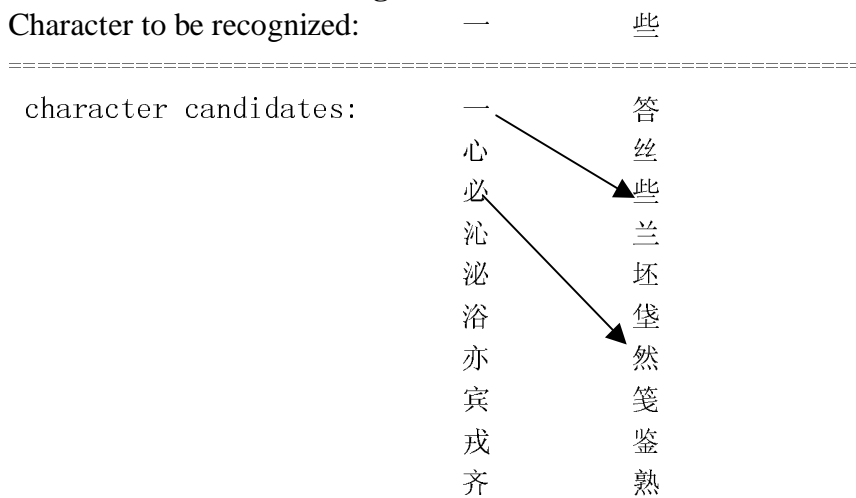 Character to be recognized: 一 些
==============================================================
character candidates: 一 答
心 丝
必 些
沁 兰
泌 坯
浴 垡
亦 然
宾 笺
戎 鉴
齐 熟